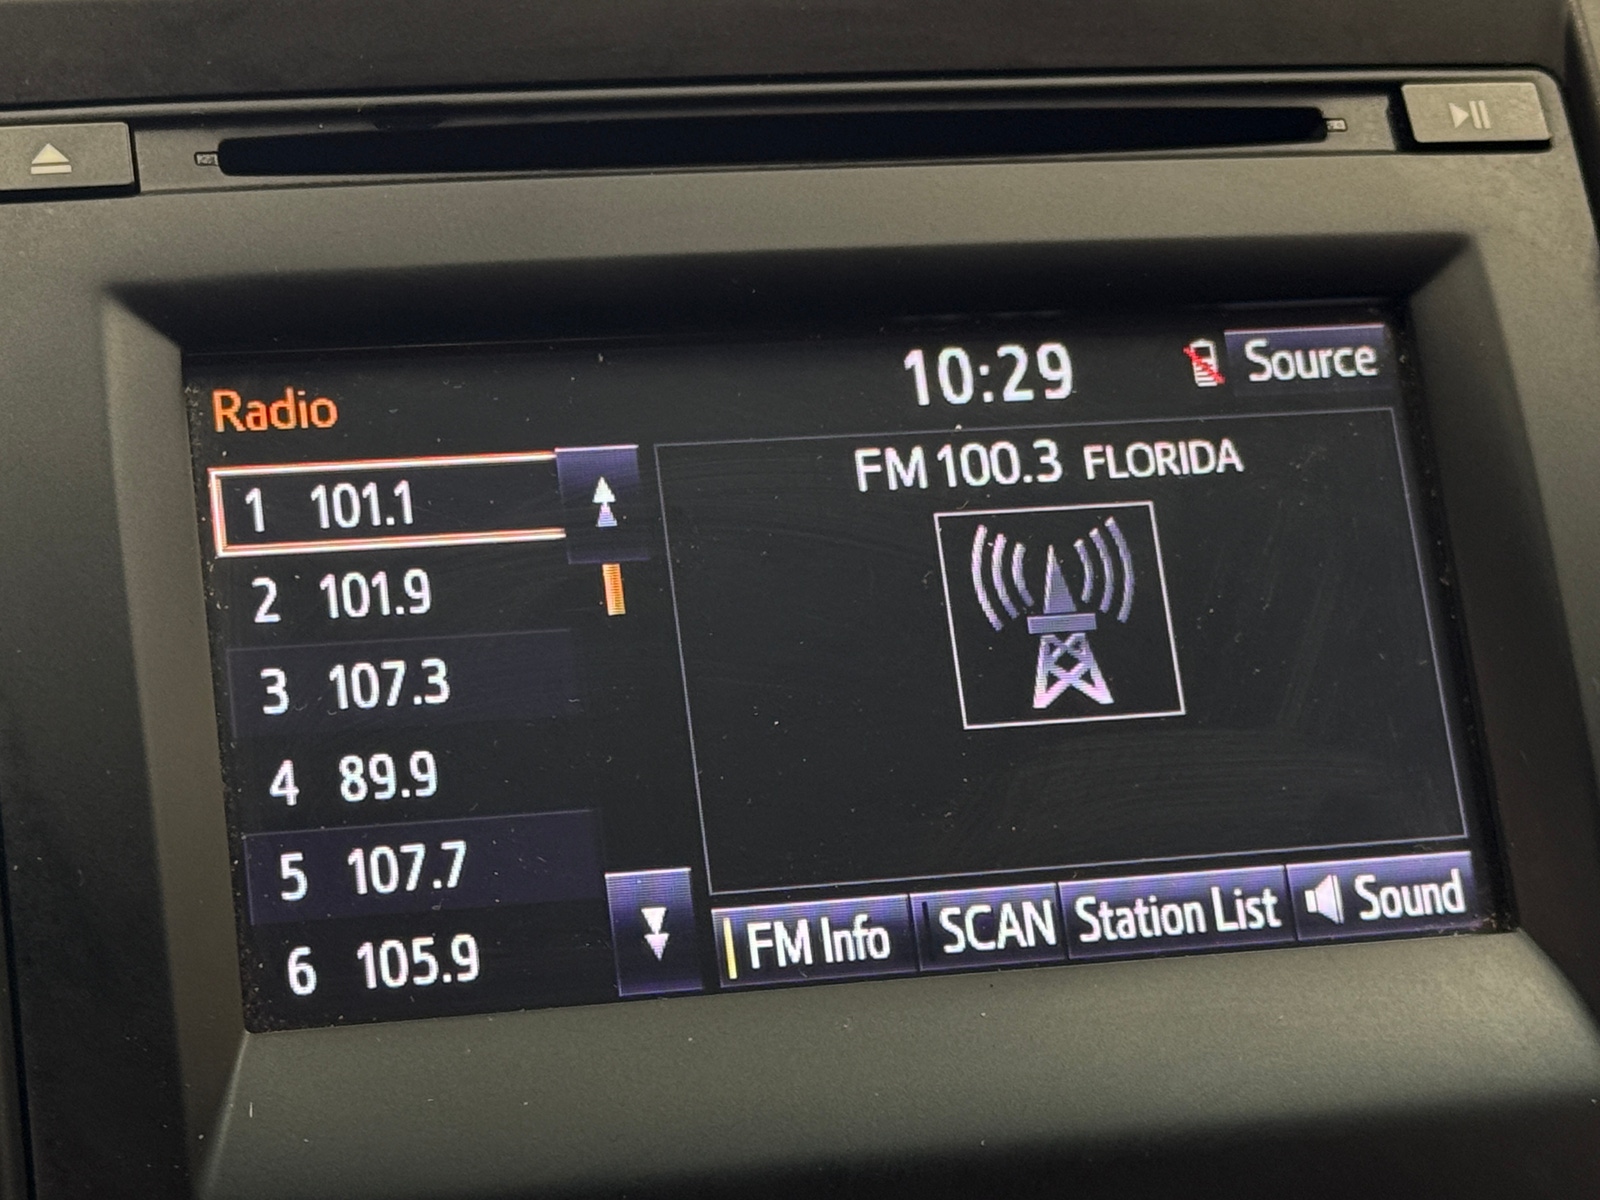 10:29
Source
Radio
1 101.1
2 101.9
3 107.3
4 89.9
5 107.7
6 105.9
FM 100.3 FLORIDA
FM Info
SCAN
Station List
Sound